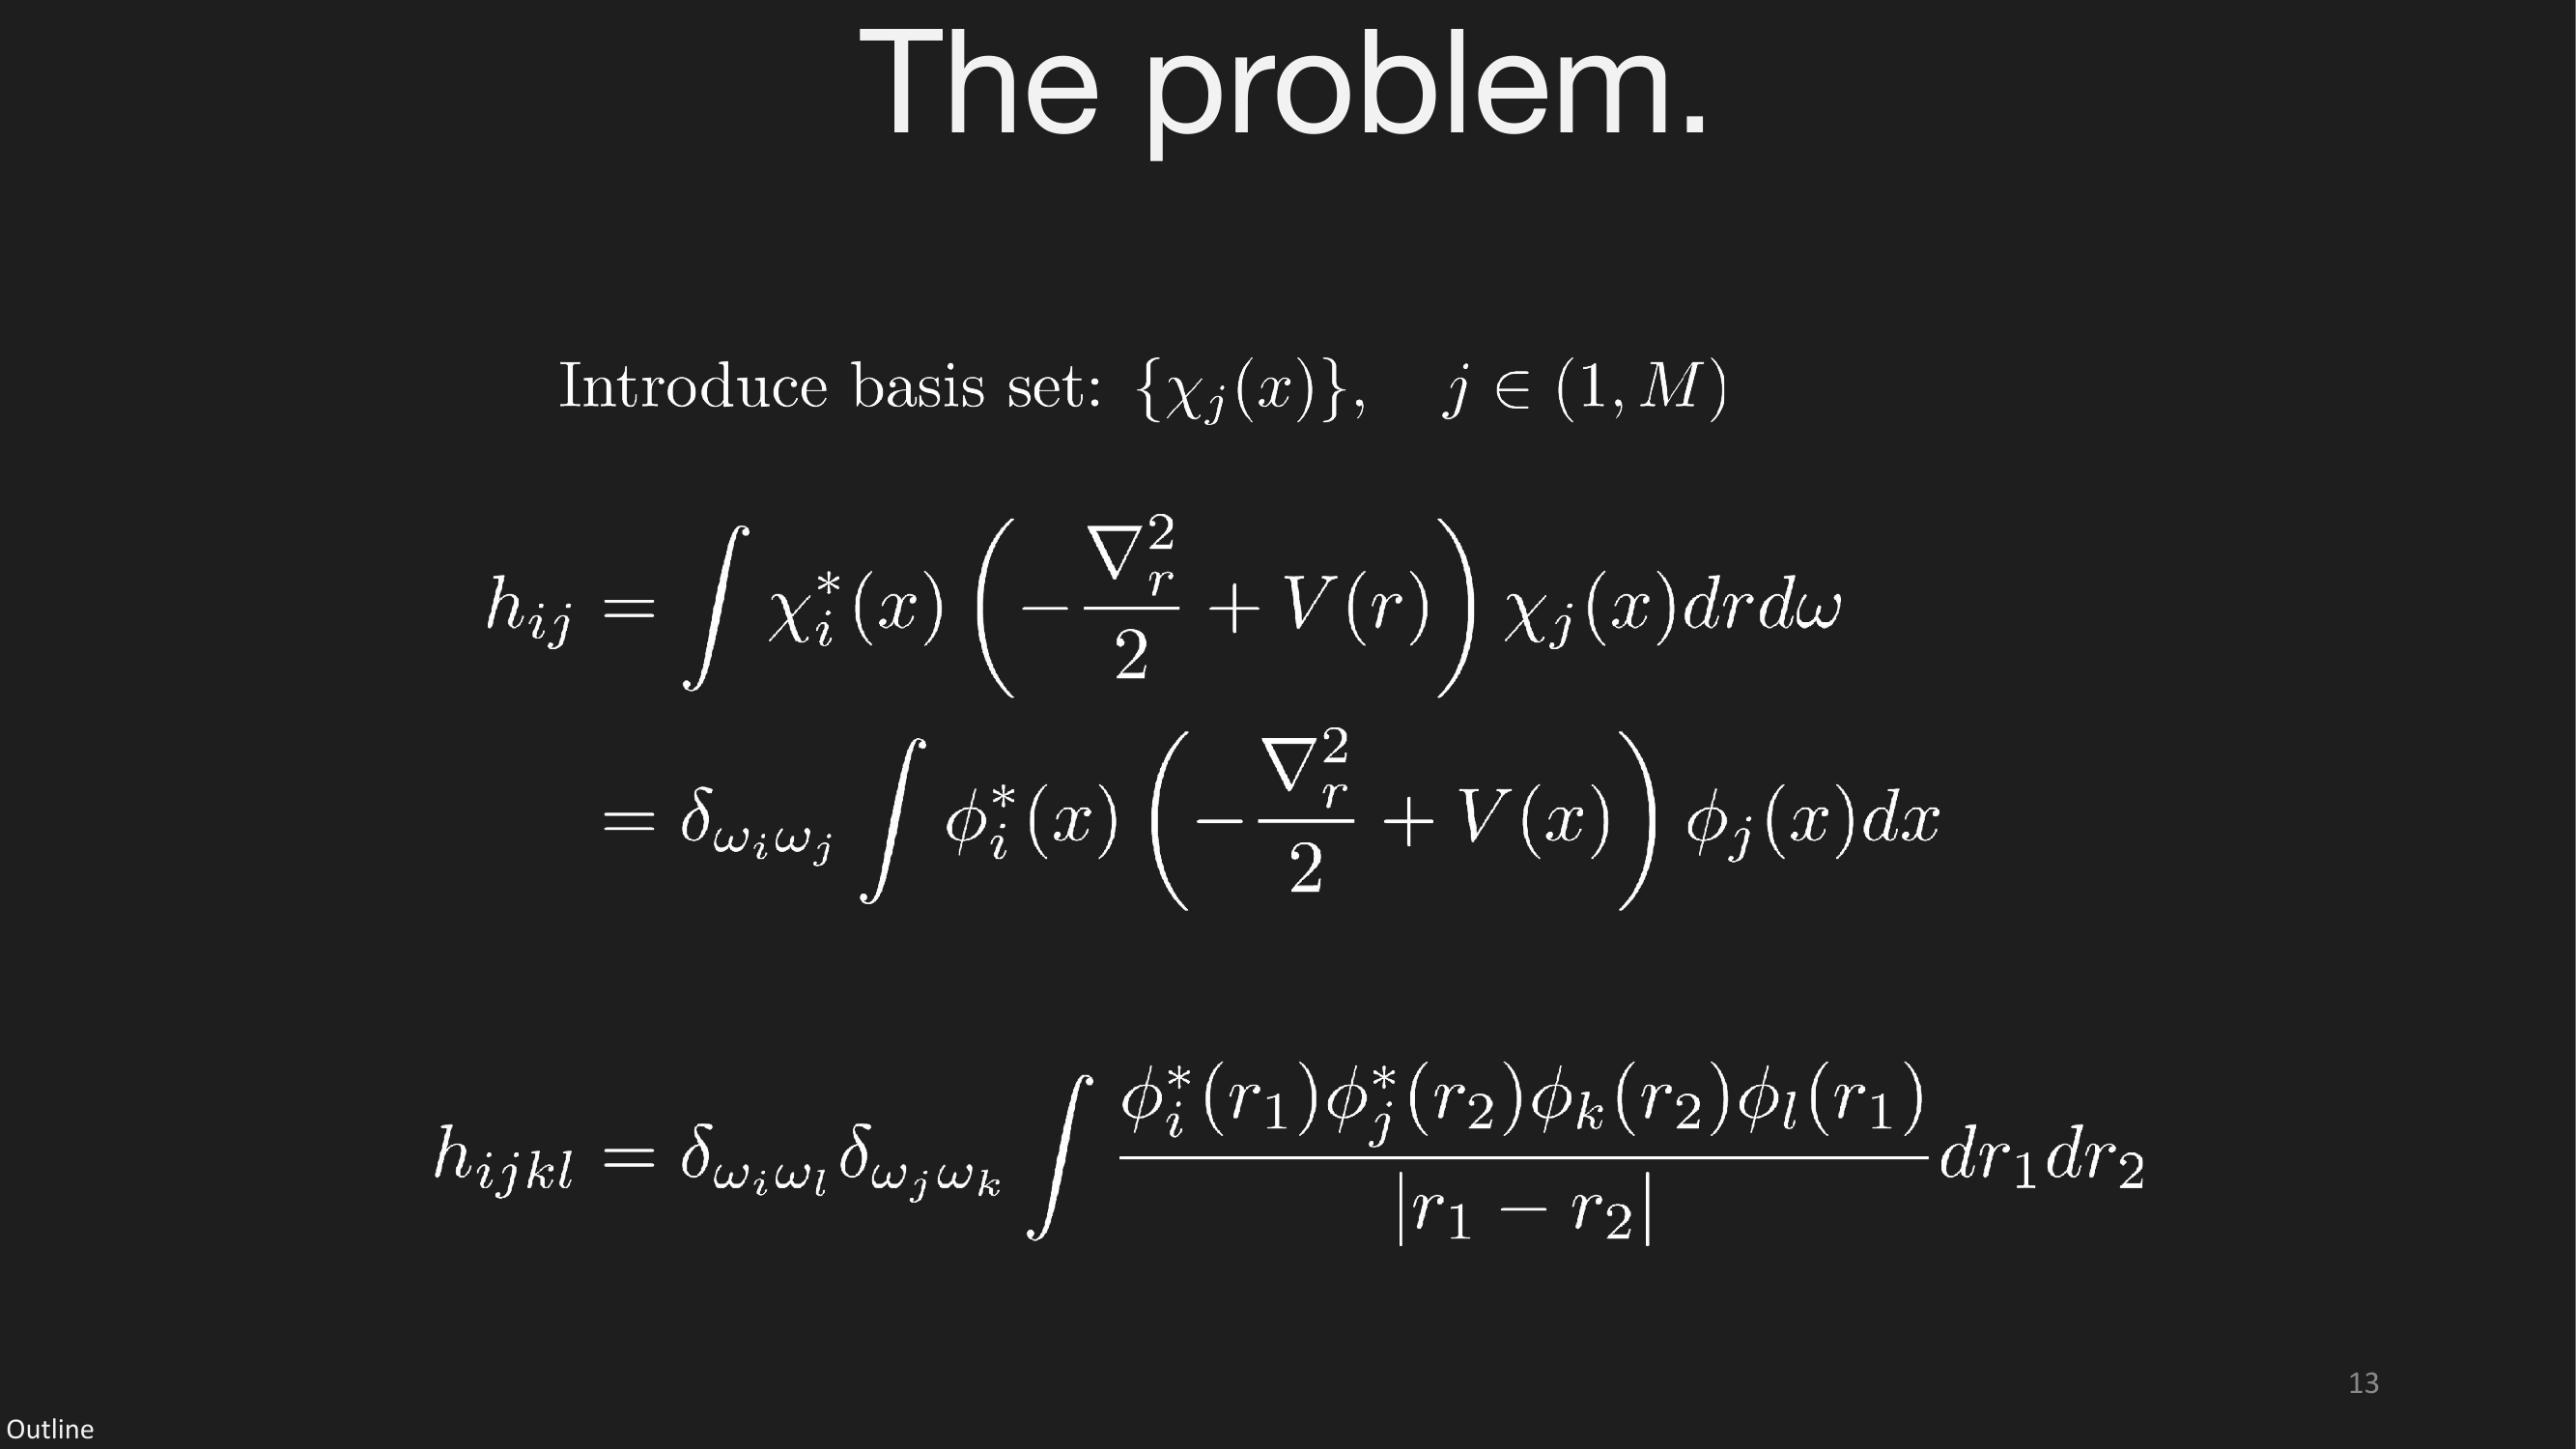 The problem.
Introduce basis set: $\{\chi_j(x)\}, \quad j \in (1, M)$
$h_{ij} = \int \chi_i^*(x) \left( -\frac{\nabla_r^2}{2} + V(r) \right) \chi_j(x) dr d\omega$
$= \delta_{\omega_i \omega_j} \int \phi_i^*(x) \left( -\frac{\nabla_r^2}{2} + V(x) \right) \phi_j(x) dx$
$h_{ijkl} = \delta_{\omega_i \omega_l} \delta_{\omega_j \omega_k} \int \frac{\phi_i^*(r_1) \phi_j^*(r_2) \phi_k(r_2) \phi_l(r_1)}{|r_1 - r_2|} dr_1 dr_2$
13
Outline